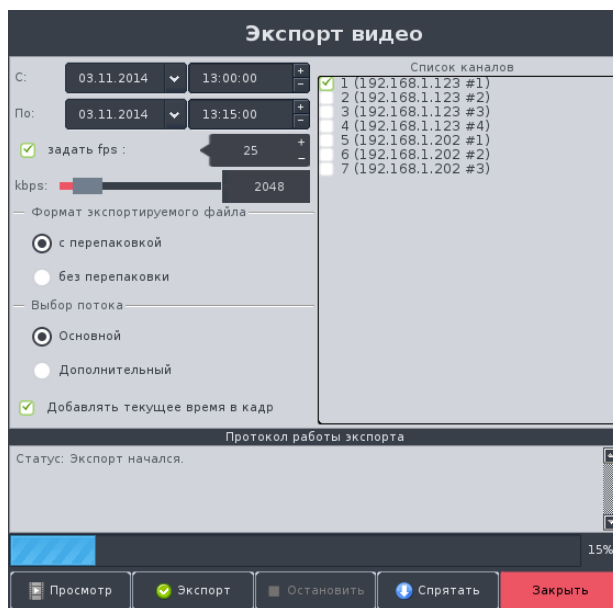 Экспорт видео
С: 03.11.2014 13:00:00
По: 03.11.2014 13:15:00
задать fps : 25
kbps: 2048
Формат экспортируемого файла
с перепаковкой
без перепаковки
Выбор потока
Основной
Дополнительный
Добавлять текущее время в кадр
Список каналов
1 (192.168.1.123 #1)
2 (192.168.1.123 #2)
3 (192.168.1.123 #3)
4 (192.168.1.123 #4)
5 (192.168.1.202 #1)
6 (192.168.1.202 #2)
7 (192.168.1.202 #3)
Протокол работы экспорта
Статус: Экспорт начался.
15%
Просмотр Экспорт Остановить Спрятать Закрыть